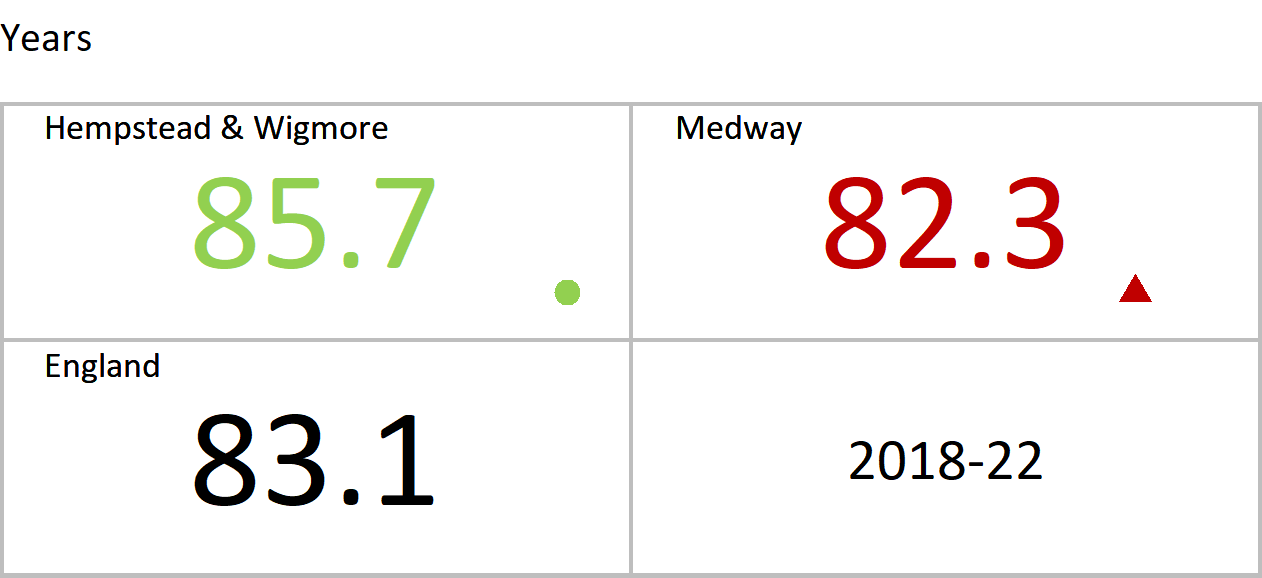 Years
Hempstead & Wigmore
85.7
Medway
82.3
England
83.1
2018-22